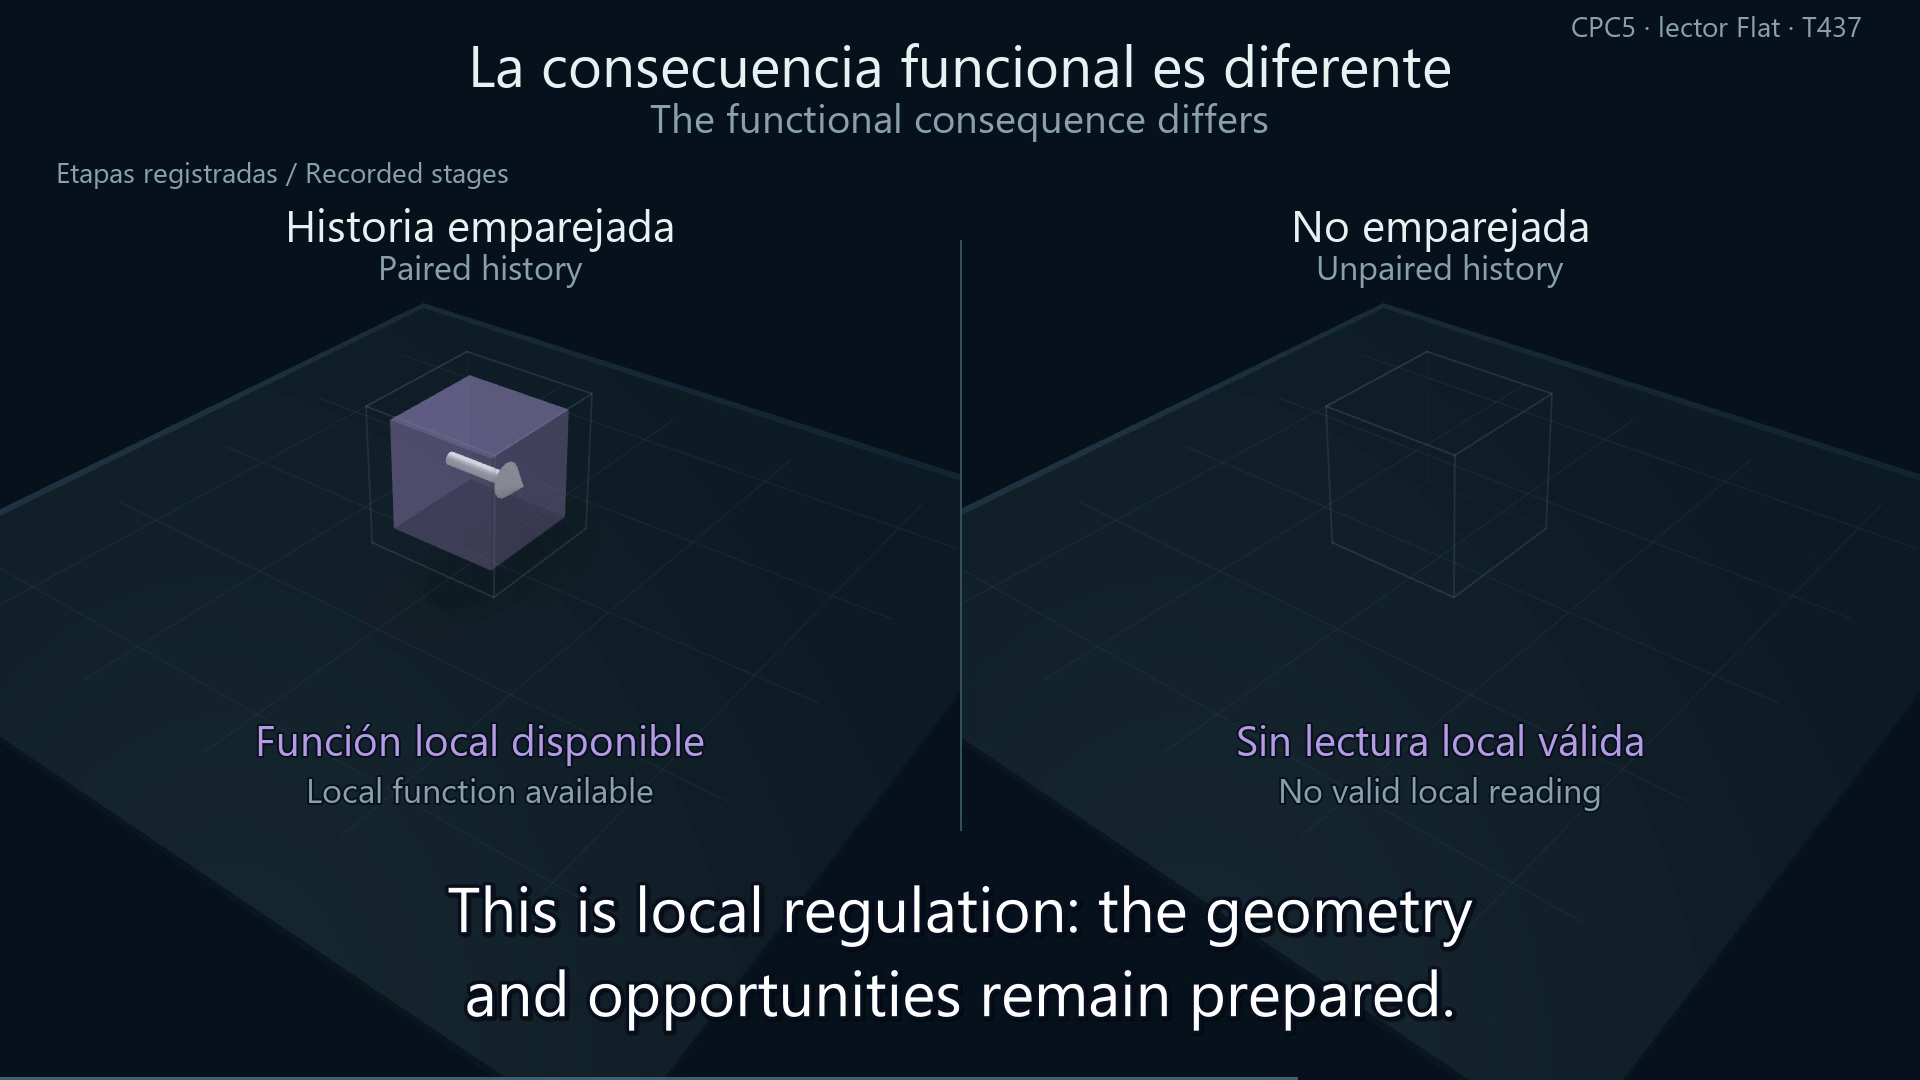 CPC5 · lector Flat · T437
La consecuencia funcional es diferente
The functional consequence differs
Etapas registradas / Recorded stages
Historia emparejada
Paired history
No emparejada
Unpaired history
Función local disponible
Local function available
Sin lectura local válida
No valid local reading
This is local regulation: the geometry
and opportunities remain prepared.